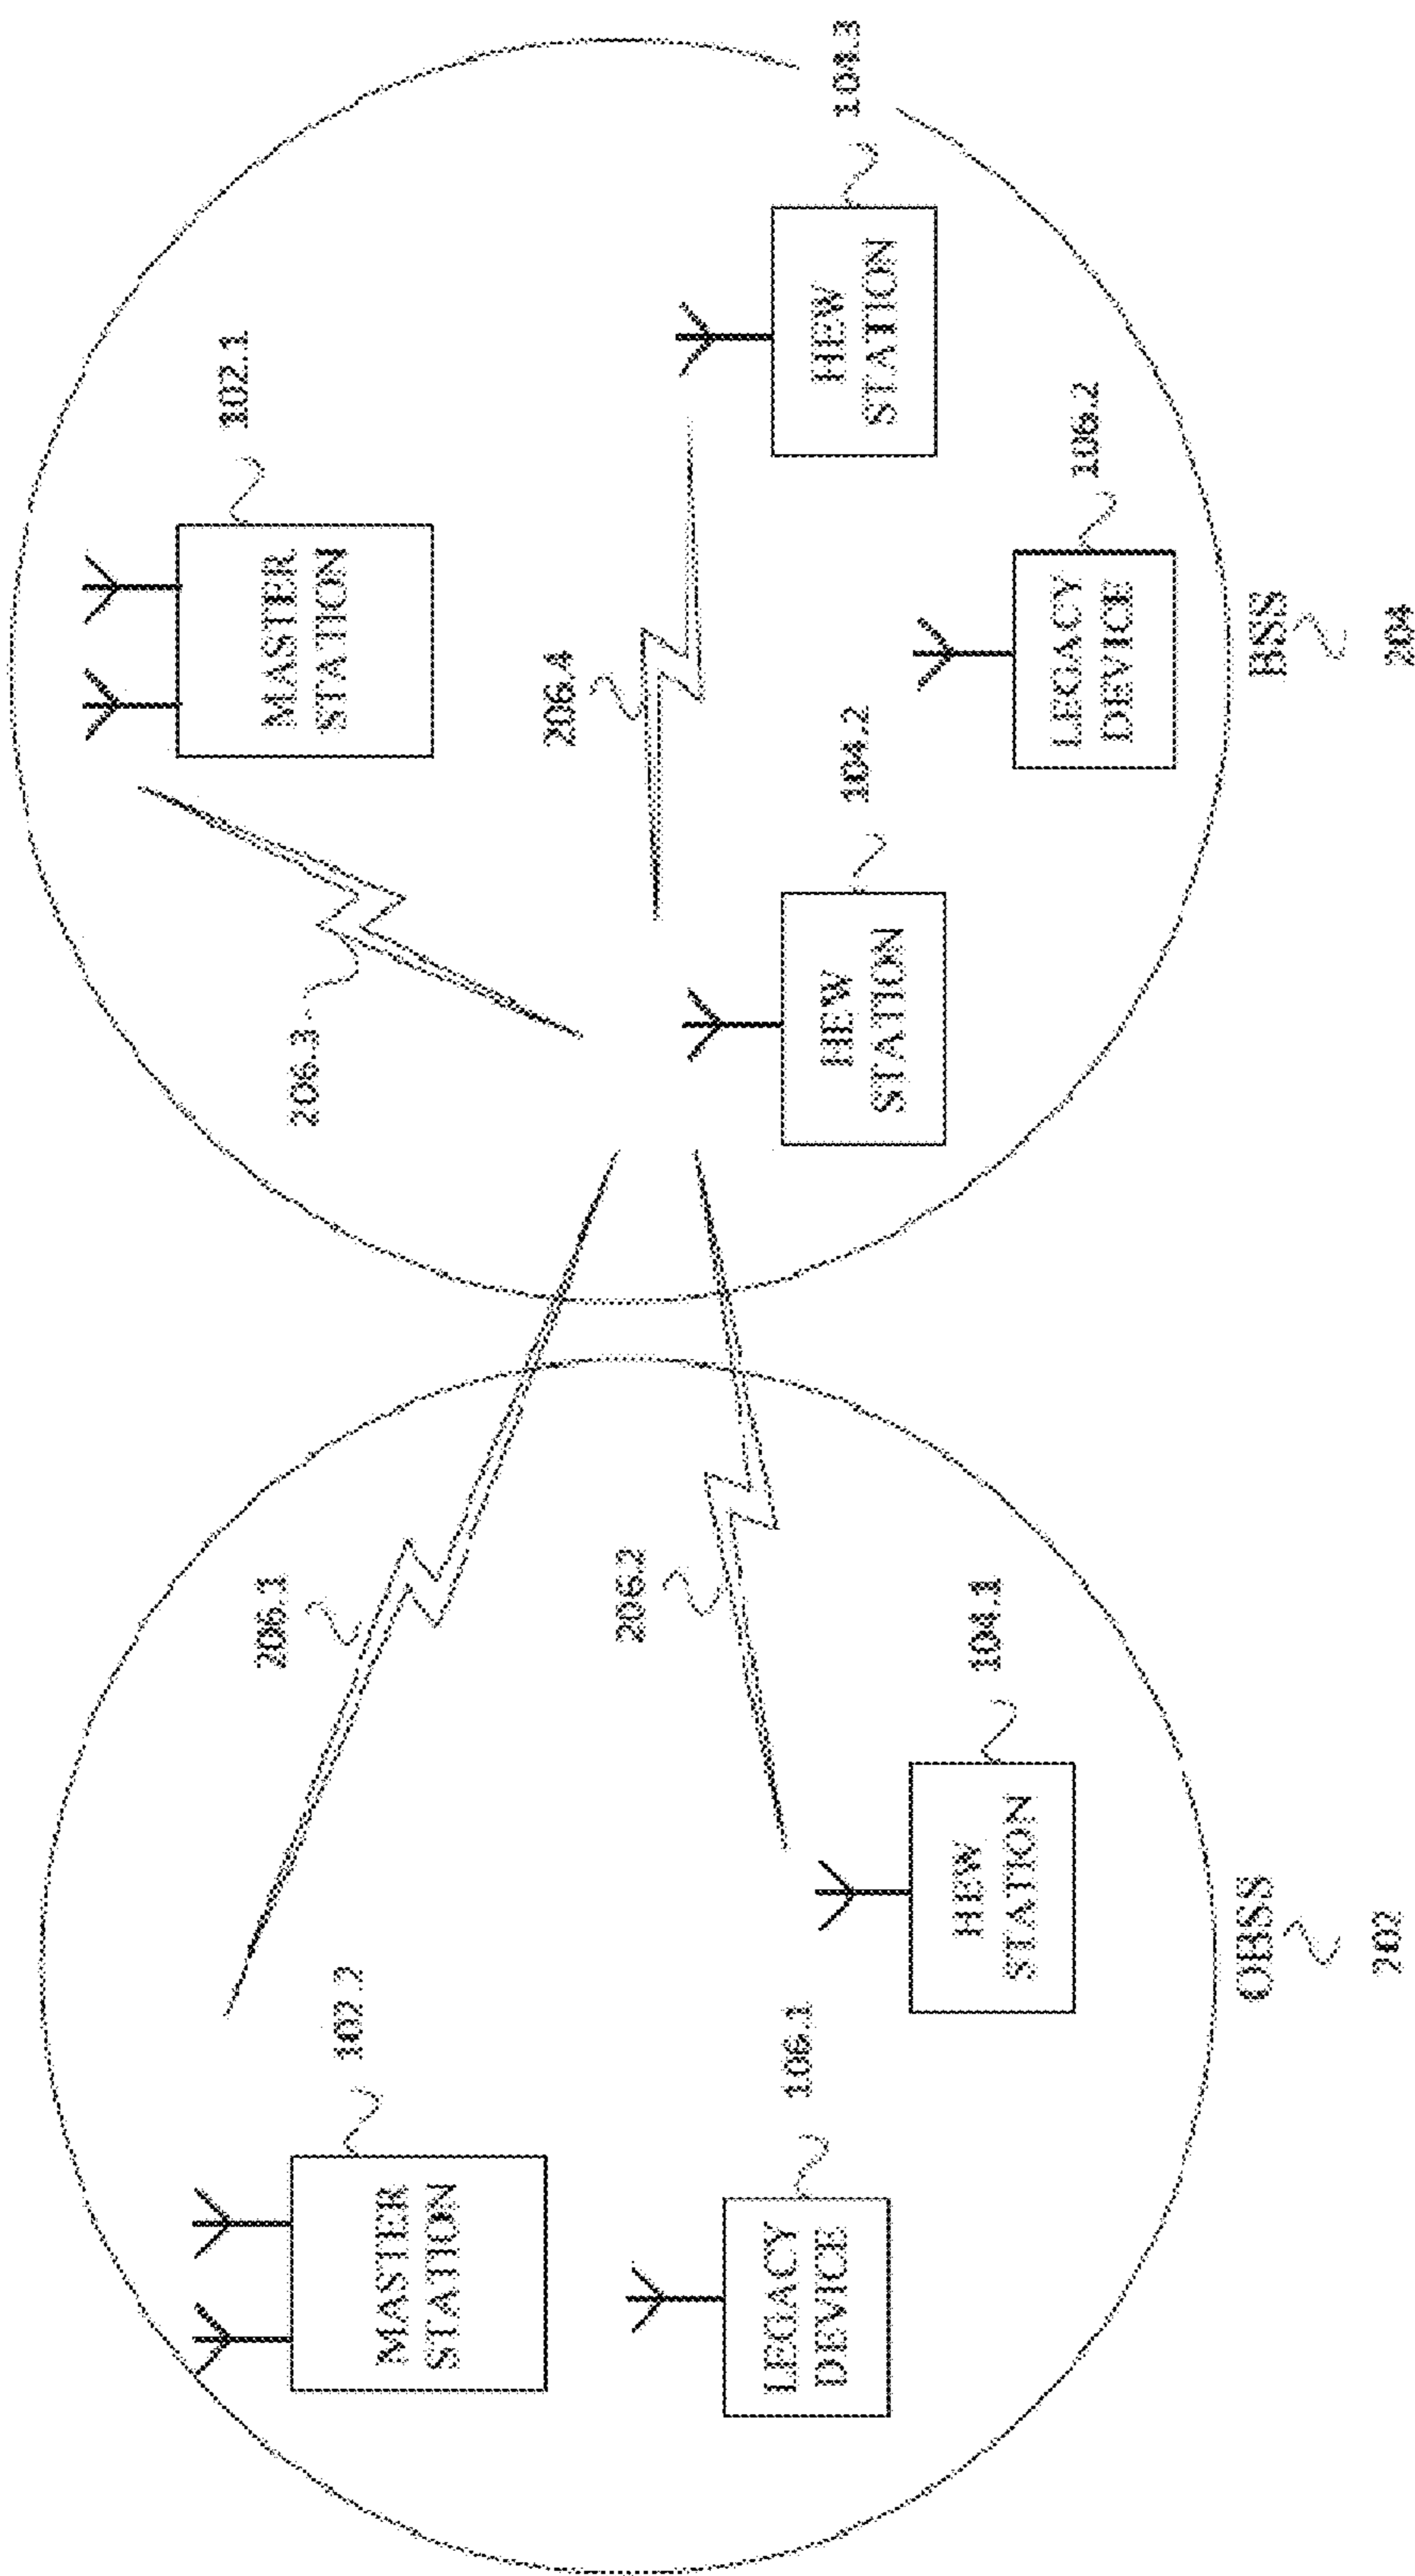 102.1
MASTER
STATION
206.3
206.4
104.3
HEW
STATION
104.2
HEW
STATION
106.2
LEGACY
DEVICE
BSS
204
206.1
102.2
MASTER
STATION
206.2
106.1
LEGACY
DEVICE
104.1
HEW
STATION
OBSS
202